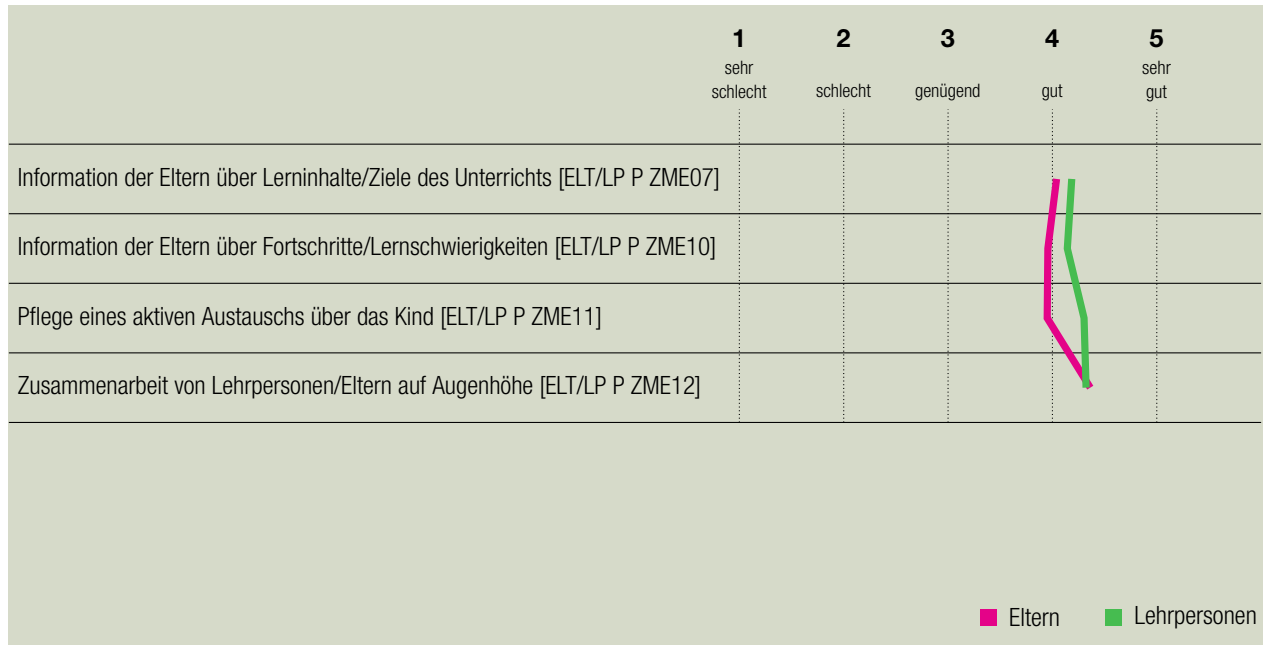 1 2 3 4 5
sehr schlecht schlecht genügend gut sehr gut
Information der Eltern über Lerninhalte/Ziele des Unterrichts [ELT/LP P ZME07]
Information der Eltern über Fortschritte/Lernschwierigkeiten [ELT/LP P ZME10]
Pflege eines aktiven Austauschs über das Kind [ELT/LP P ZME11]
Zusammenarbeit von Lehrpersonen/Eltern auf Augenhöhe [ELT/LP P ZME12]
Eltern Lehrpersonen